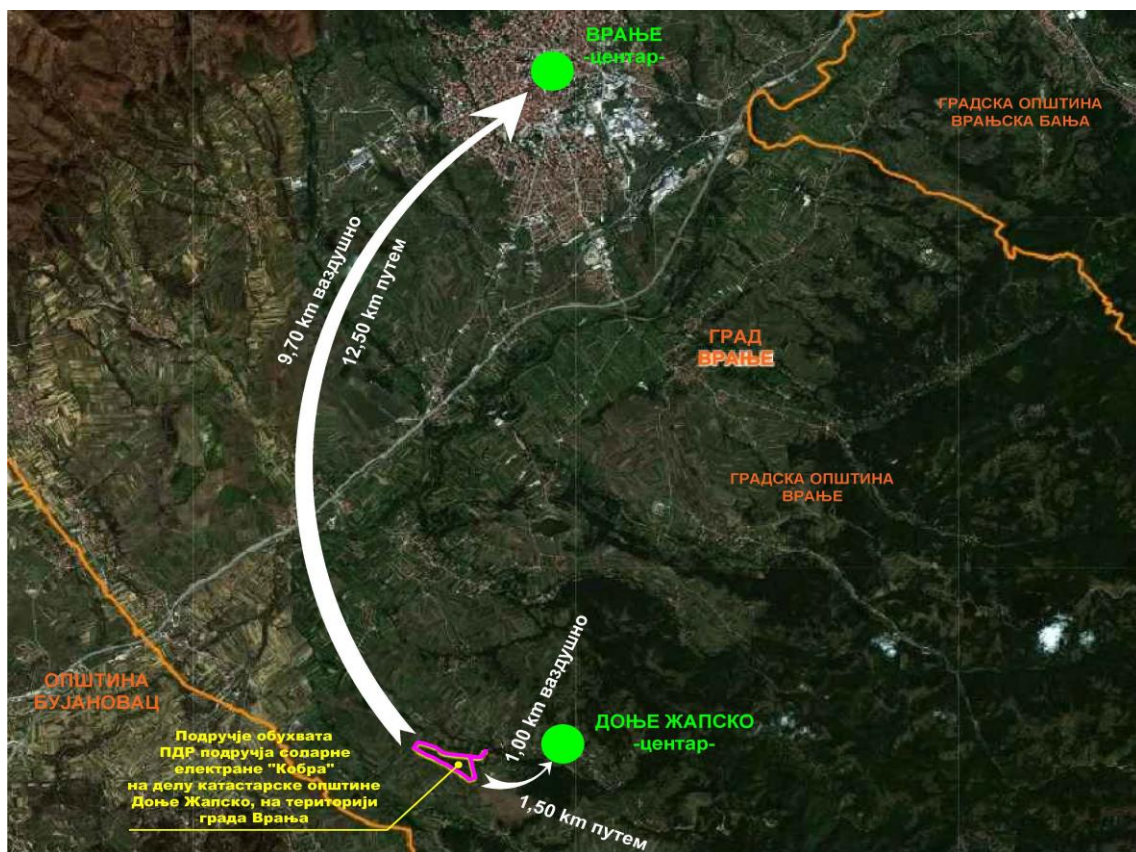 ВРАЊЕ
-центар-
ГРАДСКА ОПШТИНА
ВРАЊСКА БАЊА
9,70 km ваздушно
12,50 km путем
ГРАД
ВРАЊЕ
ГРАДСКА ОПШТИНА
ВРАЊЕ
ОПШТИНА
БУЈАНОВАЦ
1,00 km ваздушно
ДОЊЕ ЖАПСКО
-центар-
1,50 km путем
Подручје обухвата
ПДР подручја соларне
електране "Кобра"
на делу катастарске општине
Доње Жапско, на територији
града Врања